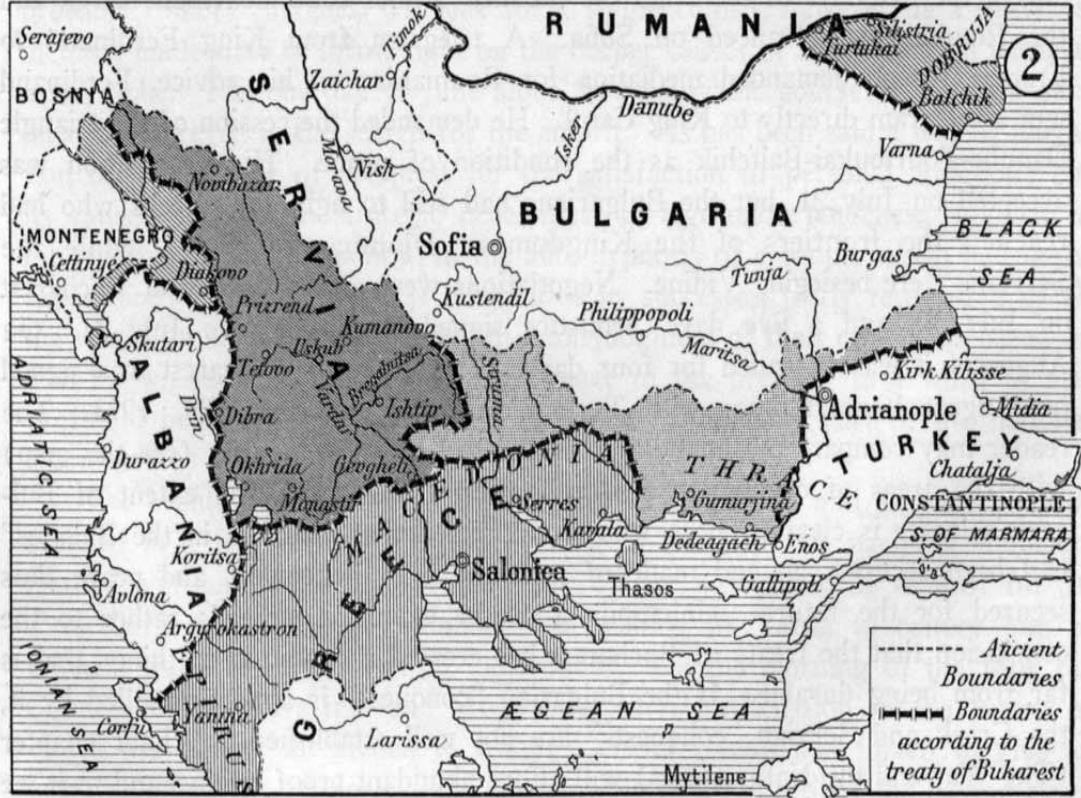 RUMANIA
2
Serajevo
Timok
Silistria
Turtukai
DOBRUJA
Zaichar
BOSNIA
SERVIA
Danube
Baltchik
Isker
Morava
Nish
Varna
Novibazar
BULGARIA
MONTENEGRO
Sofia
BLACK
SEA
Cettinye
Diakovo
Tunja
Burgas
Prizrend
Kustendil
Philippopoli
Kumanovo
Skutari
Uskub
Maritsa
Struma
Tetovo
Bregalnitsa
Kirk Kilisse
ADRIATIC SEA
ALBANIA
Drin
Vardar
Dibra
Ishtip
Adrianople
Midia
TURKEY
Durazzo
Okhrida
Gevgheli
MACEDONIA
THRACE
Chatalja
Monastir
Serres
Gumurjina
CONSTANTINOPLE
Kavala
Dedeagach
Enos
S. OF MARMARA
Koritsa
Salonica
Thasos
Gallipoli
Avlona
GREECE
Argyrokastron
IONIAN SEA
EPIRUS
Yanina
Corfu
Larissa
ÆGEAN SEA
Mytilene
Ancient
Boundaries
Boundaries
according to the
treaty of Bukarest